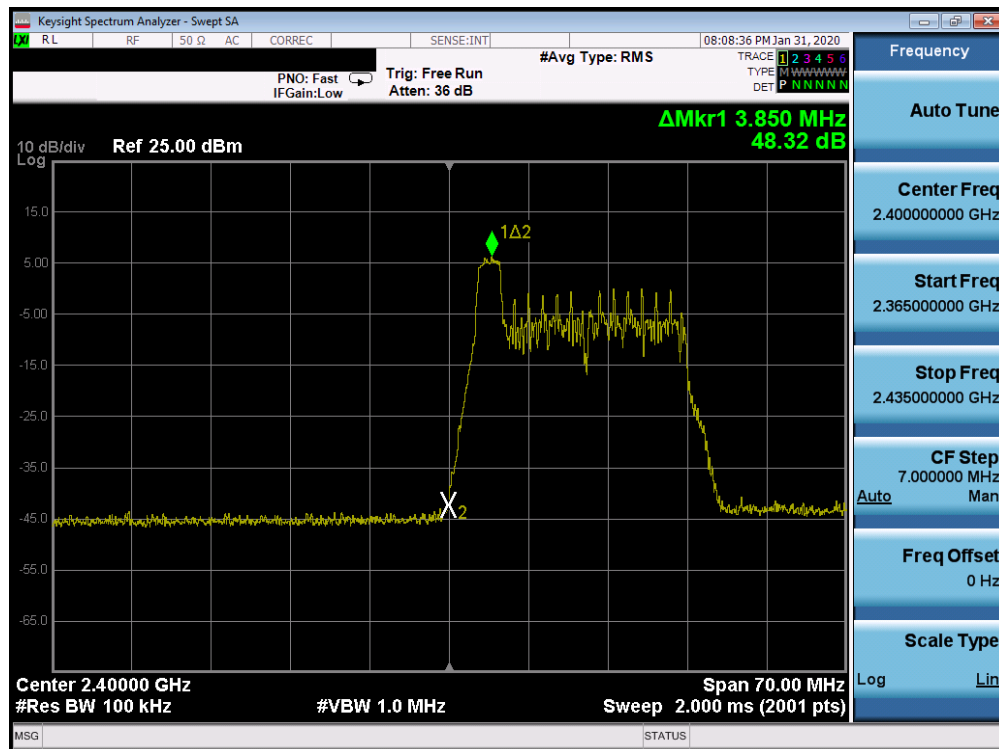 Keysight Spectrum Analyzer - Swept SA
LXI RL RF 50 Ω AC CORREC SENSE:INT 08:08:36 PM Jan 31, 2020
#Avg Type: RMS
TRACE 1 2 3 4 5 6
PNO: Fast Trig: Free Run
TYPE M WWWWW
IFGain:Low Atten: 36 dB
DET P N N N N N
ΔMkr1 3.850 MHz
48.32 dB
10 dB/div Ref 25.00 dBm
Log
15.0
1Δ2
5.00
-5.00
-15.0
-25.0
-35.0
-45.0
X2
-55.0
-65.0
Center 2.40000 GHz Span 70.00 MHz
#Res BW 100 kHz #VBW 1.0 MHz Sweep 2.000 ms (2001 pts)
MSG STATUS
Frequency
Auto Tune
Center Freq
2.400000000 GHz
Start Freq
2.365000000 GHz
Stop Freq
2.435000000 GHz
CF Step
7.000000 MHz
Auto Man
Freq Offset
0 Hz
Scale Type
Log Lin